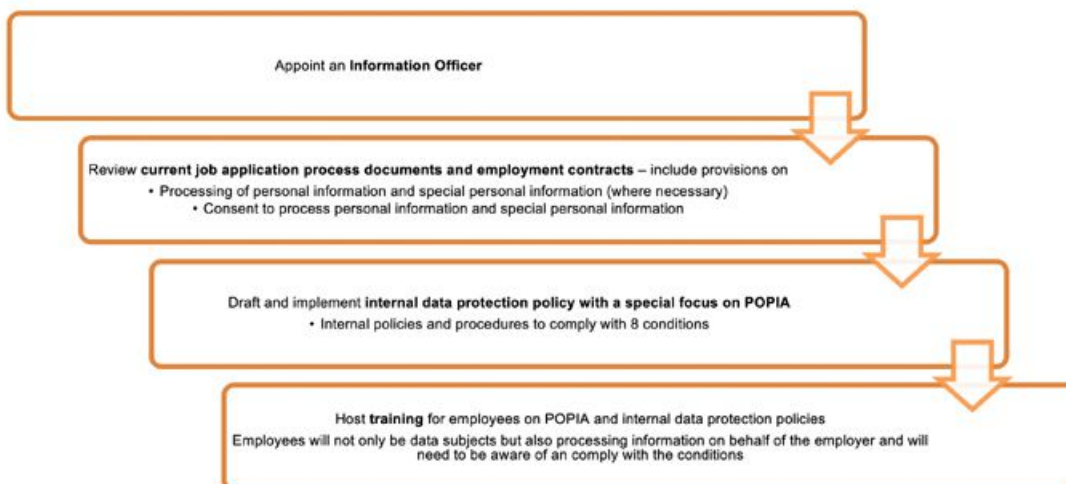 Appoint an Information Officer
Review current job application process documents and employment contracts – include provisions on
• Processing of personal information and special personal information (where necessary)
• Consent to process personal information and special personal information
Draft and implement internal data protection policy with a special focus on POPIA
• Internal policies and procedures to comply with 8 conditions
Host training for employees on POPIA and internal data protection policies
Employees will not only be data subjects but also processing information on behalf of the employer and will
need to be aware of an comply with the conditions